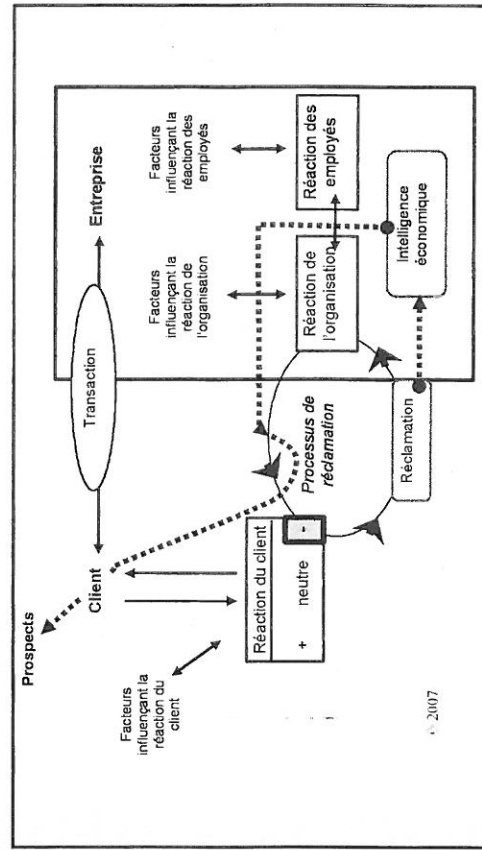 Prospects
Client
Transaction
Entreprise
Facteurs
influençant la
réaction du
client
Facteurs
influençant la
réaction de
l'organisation
Facteurs
influençant la
réaction des
employés
Réaction du client
+ neutre -
Processus de
réclamation
Réaction de
l'organisation
Réaction des
employés
Réclamation
Intelligence
économique
2007